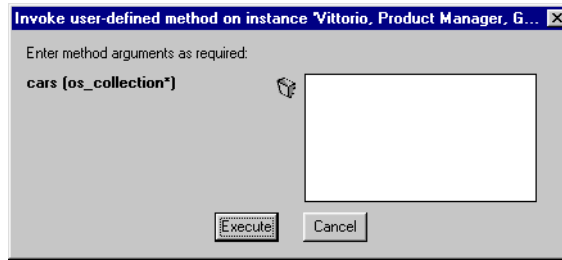 Invoke user-defined method on instance 'Vittorio, Product Manager, G...
Enter method arguments as required:
cars (os_collection*)
Execute Cancel